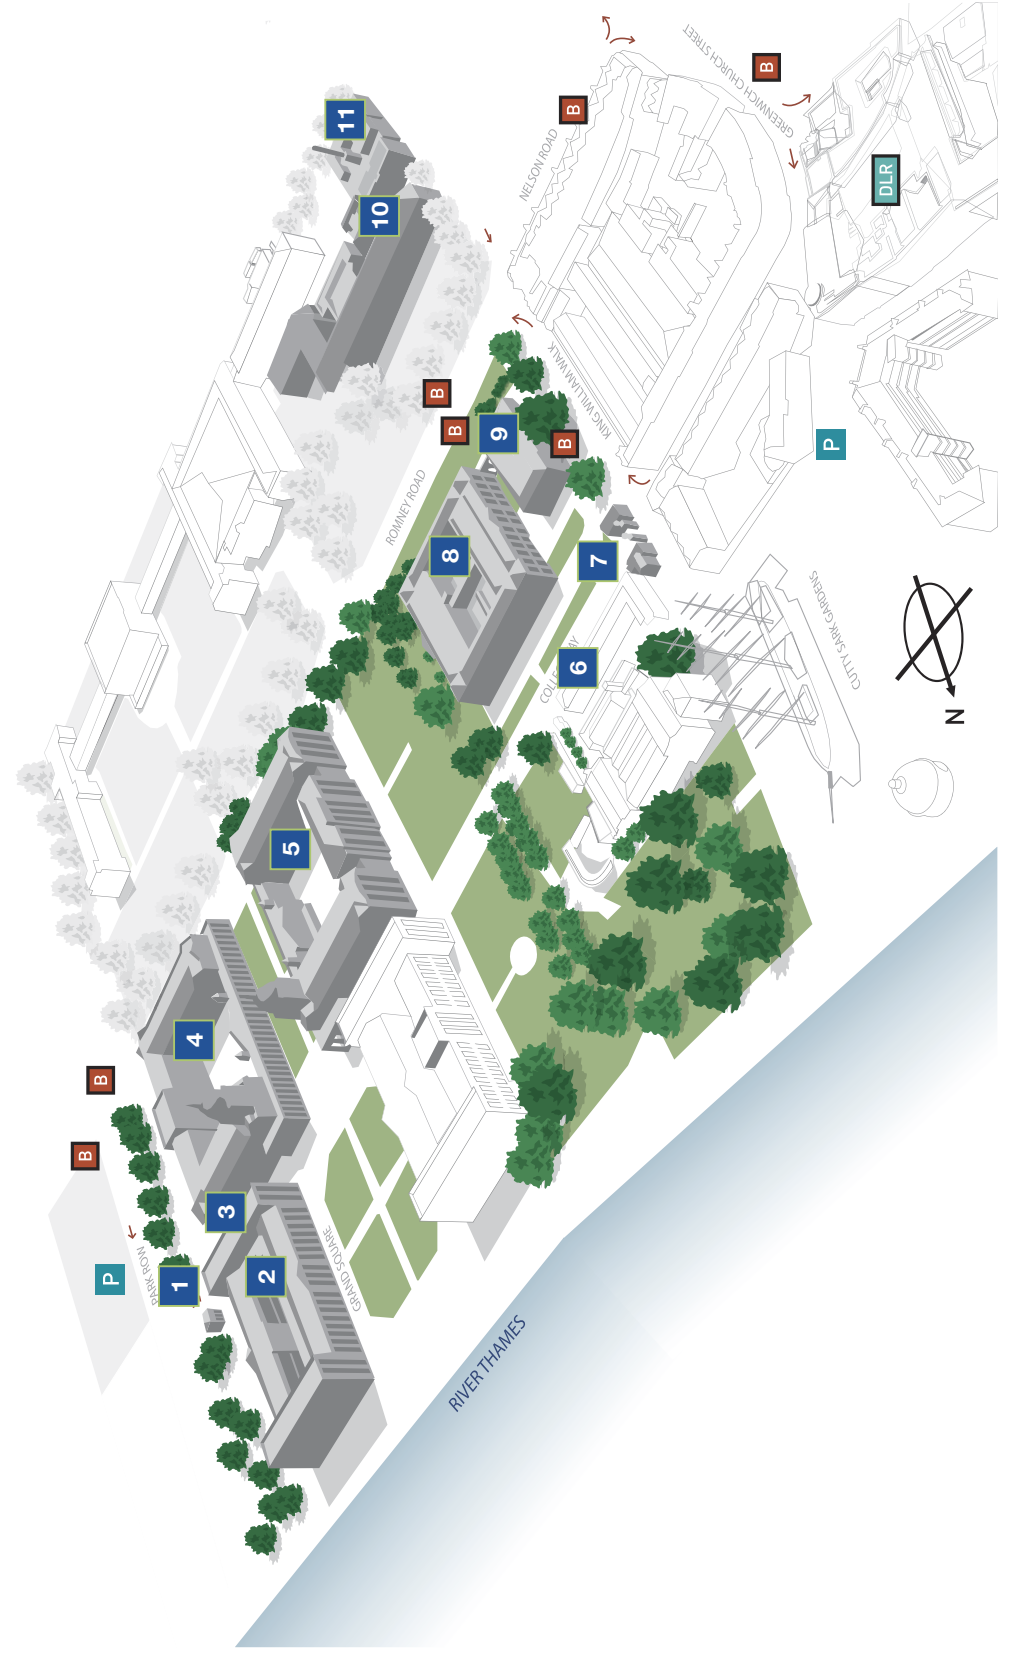 B
B
P
PARK ROW
1
4
3
2
5
GRAND SQUARE
11
10
ROMNEY ROAD
B
8
B
RIVER THAMES
9
NELSON ROAD
B
B
6
KING WILLIAM WALK
7
GREENWICH CHURCH STREET
B
P
CUTTY SARK GARDENS
DLR
N